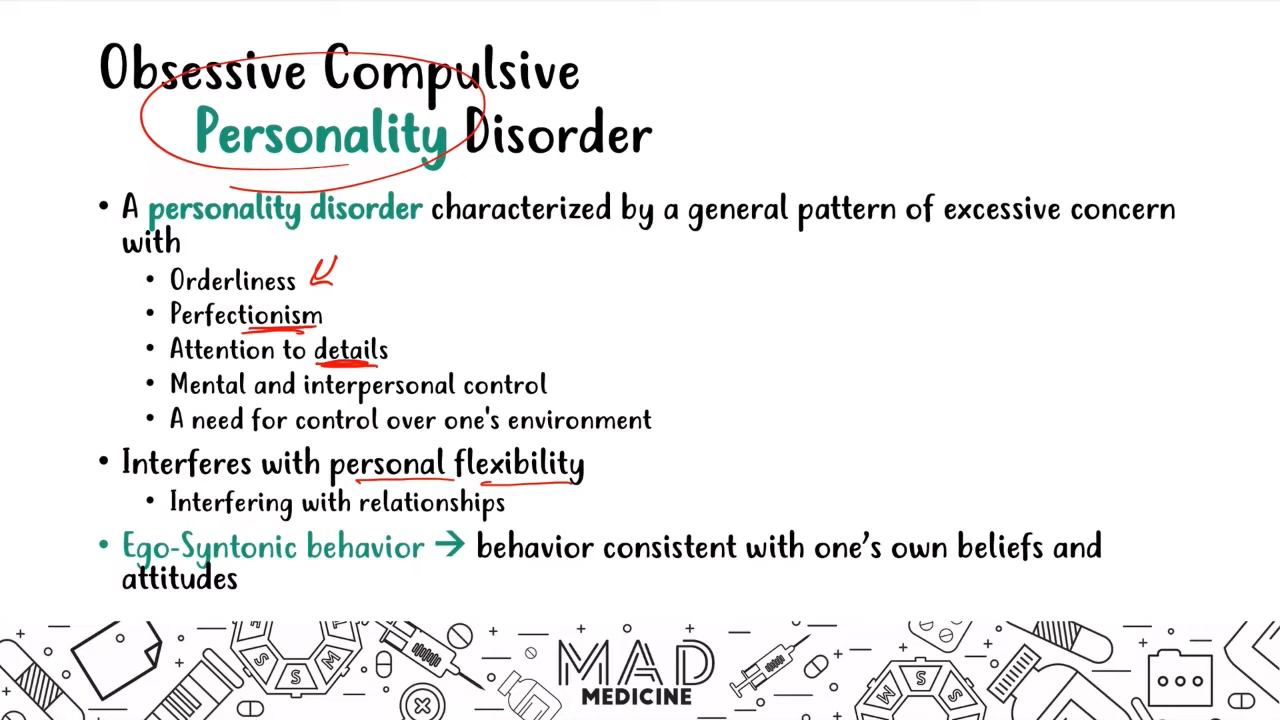 Obsessive Compulsive
Personality Disorder
• A personality disorder characterized by a general pattern of excessive concern
with
• Orderliness
• Perfectionism
• Attention to details
• Mental and interpersonal control
• A need for control over one's environment
• Interferes with personal flexibility
• Interfering with relationships
• Ego-Syntonic behavior → behavior consistent with one’s own beliefs and
attitudes
MAD
MEDICINE